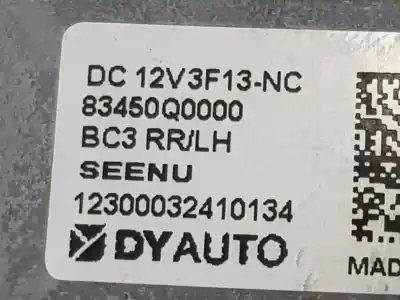 DC 12V3F13-NC
83450Q0000
BC3 RR/LH
SEENU
12300032410134
DYAUTO
MAD